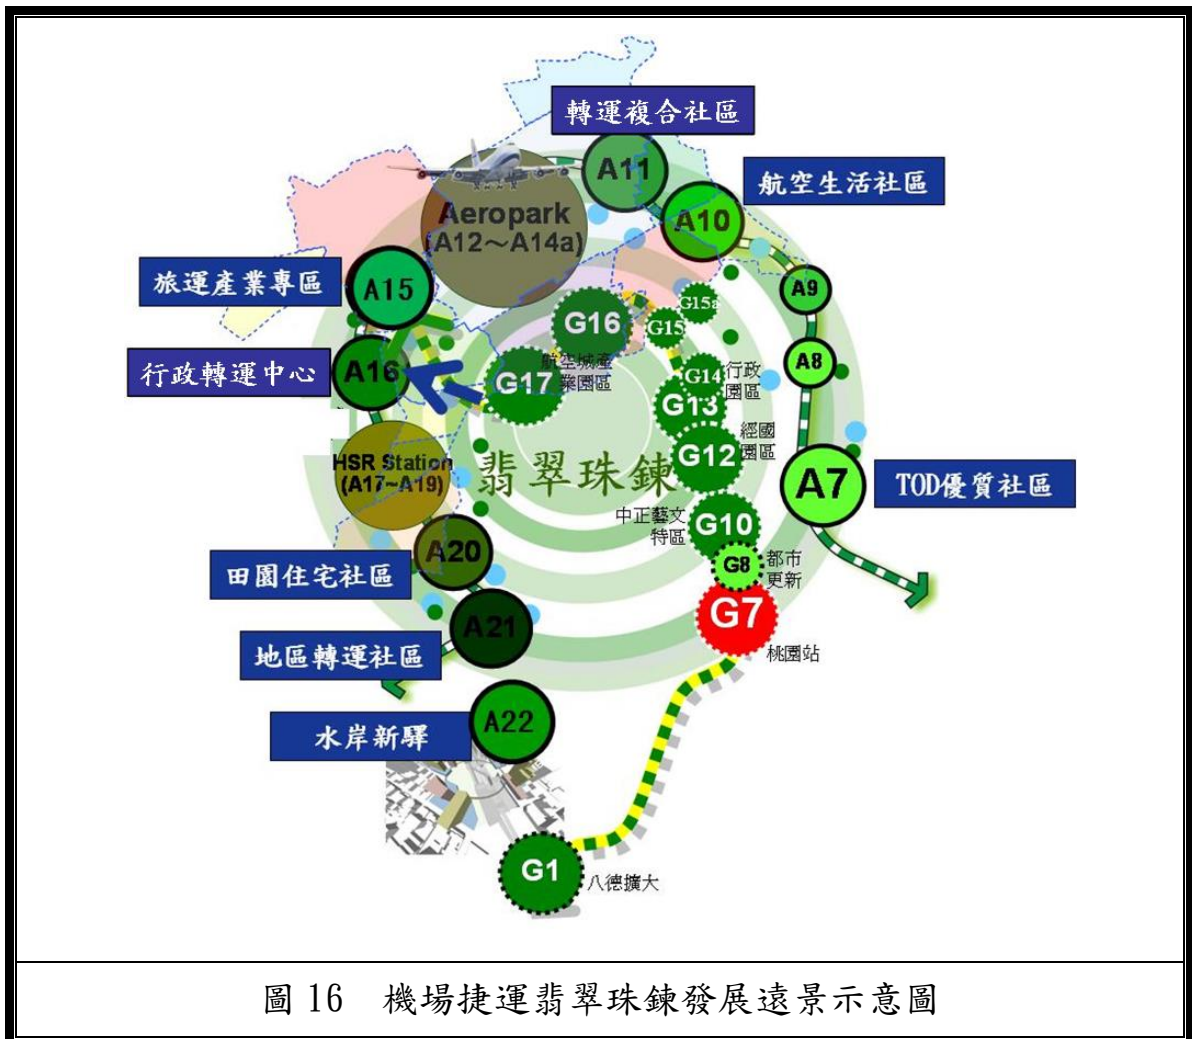 轉運複合社區
A11
航空生活社區
Aeropark
(A12～A14a)
A10
旅運產業專區
A15
A9
G15a
G16
G15
行政轉運中心
A16
航空城產
業園區
G17
A8
G14
行政
園區
G13
經國
園區
G12
HSR Station
(A17~A19)
翡翠珠鍊
A7
TOD優質社區
中正藝文
特區
G10
A20
G8
都市
更新
田園住宅社區
G7
桃園站
A21
地區轉運社區
A22
水岸新驛
G1
八德擴大
圖 16 機場捷運翡翠珠鍊發展遠景示意圖